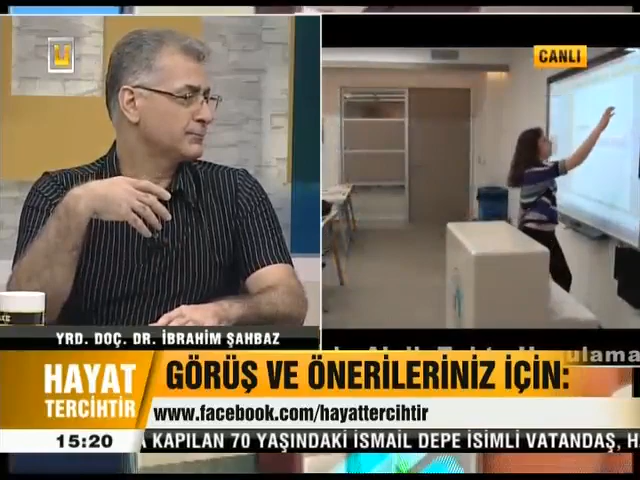 CANLI
YRD. DOÇ. DR. İBRAHİM ŞAHBAZ
HAYAT
TERCİHTİR
GÖRÜŞ VE ÖNERİLERİNİZ İÇİN:
www.facebook.com/hayattercihtir
15:20
A KAPILAN 70 YAŞINDAKİ İSMAİL DEPE İSİMLİ VATANDAŞ, H